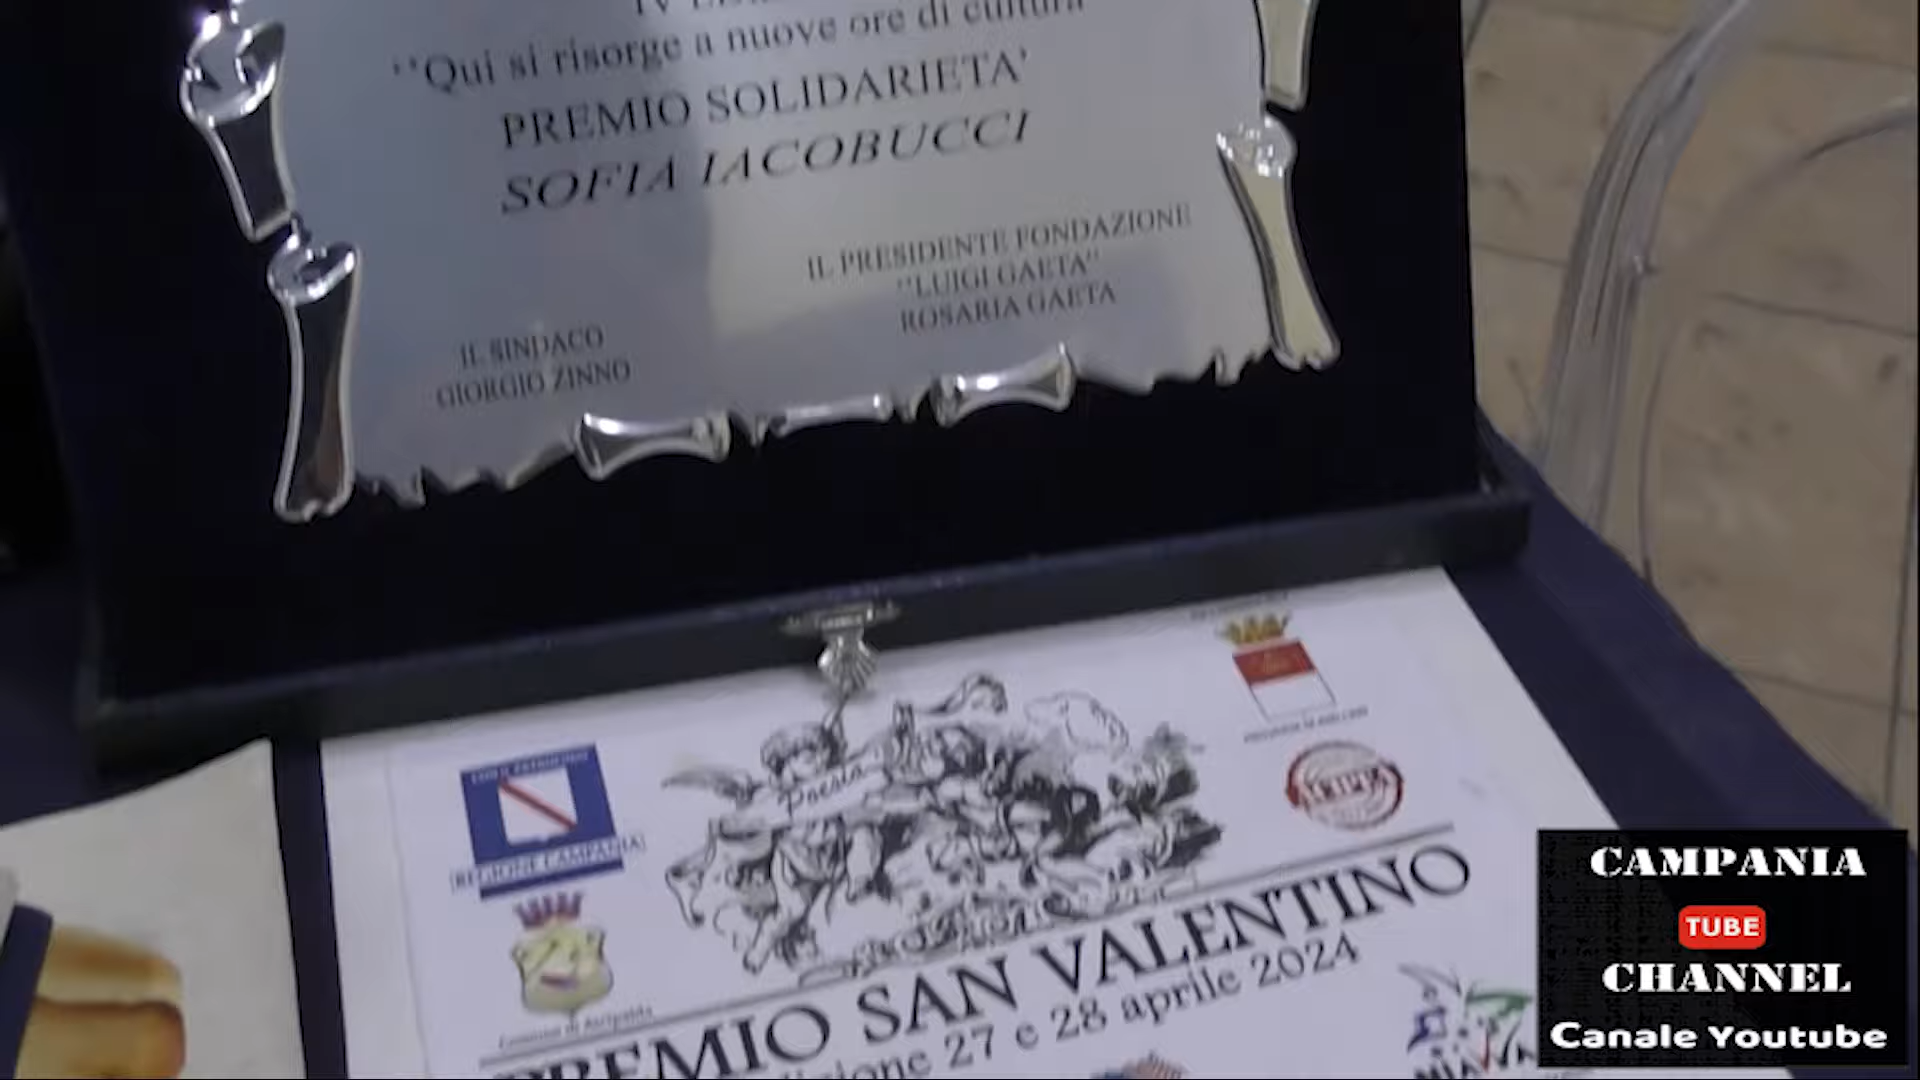 "Qui si risorge a nuove ore di cultura
PREMIO SOLIDARIETA'
SOFIA IACOBUCCI
IL PRESIDENTE FONDAZIONE
"LUIGI GAETA"
ROSARIA GAETA
IL SINDACO
GIORGIO ZINNO
Poesia
REGIONE CAMPANIA
PREMIO SAN VALENTINO
27 e 28 aprile 2024
CAMPANIA
TUBE
CHANNEL
Canale Youtube